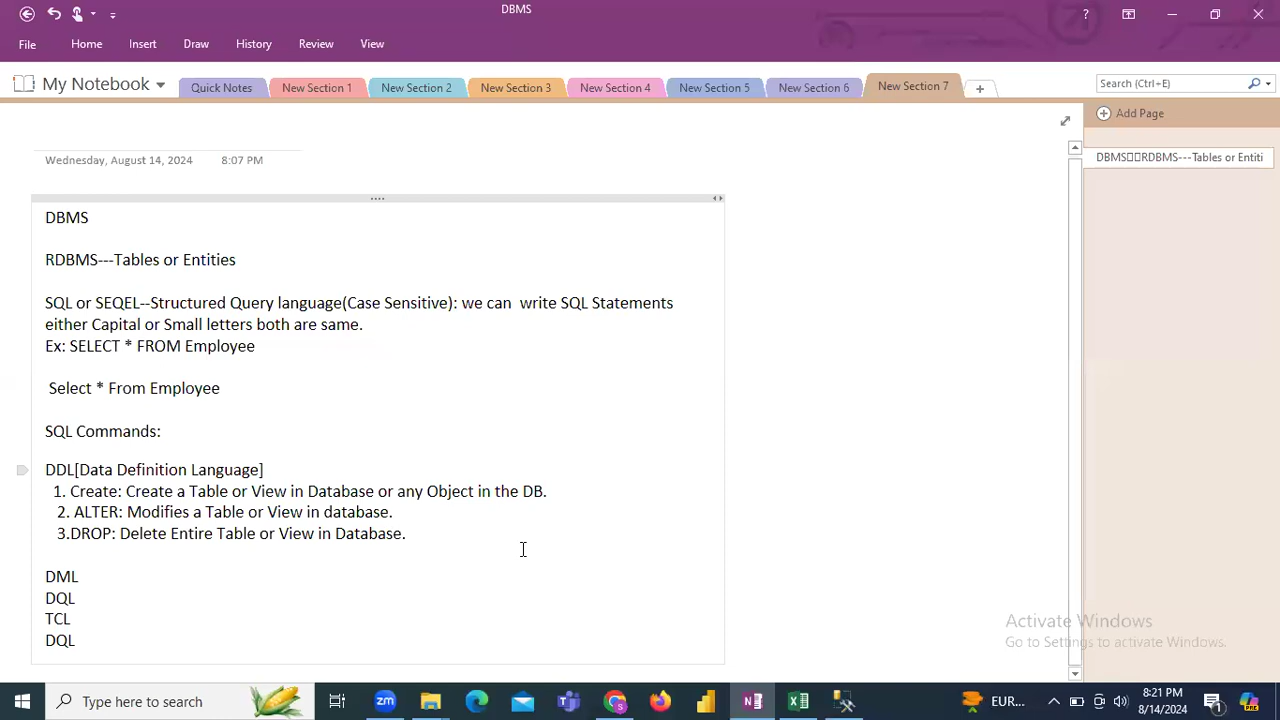 DBMS
File
Home
Insert
Draw
History
Review
View
My Notebook
Quick Notes
New Section 1
New Section 2
New Section 3
New Section 4
New Section 5
New Section 6
New Section 7
Search (Ctrl+E)
Add Page
DBMS▯▯RDBMS---Tables or Entiti
Wednesday, August 14, 2024 8:07 PM
DBMS
RDBMS---Tables or Entities
SQL or SEQEL--Structured Query language(Case Sensitive): we can write SQL Statements
either Capital or Small letters both are same.
Ex: SELECT * FROM Employee
Select * From Employee
SQL Commands:
DDL[Data Definition Language]
1. Create: Create a Table or View in Database or any Object in the DB.
2. ALTER: Modifies a Table or View in database.
3.DROP: Delete Entire Table or View in Database.
DML
DQL
TCL
DQL
Activate Windows
Go to Settings to activate Windows.
Type here to search
EUR...
8:21 PM
8/14/2024